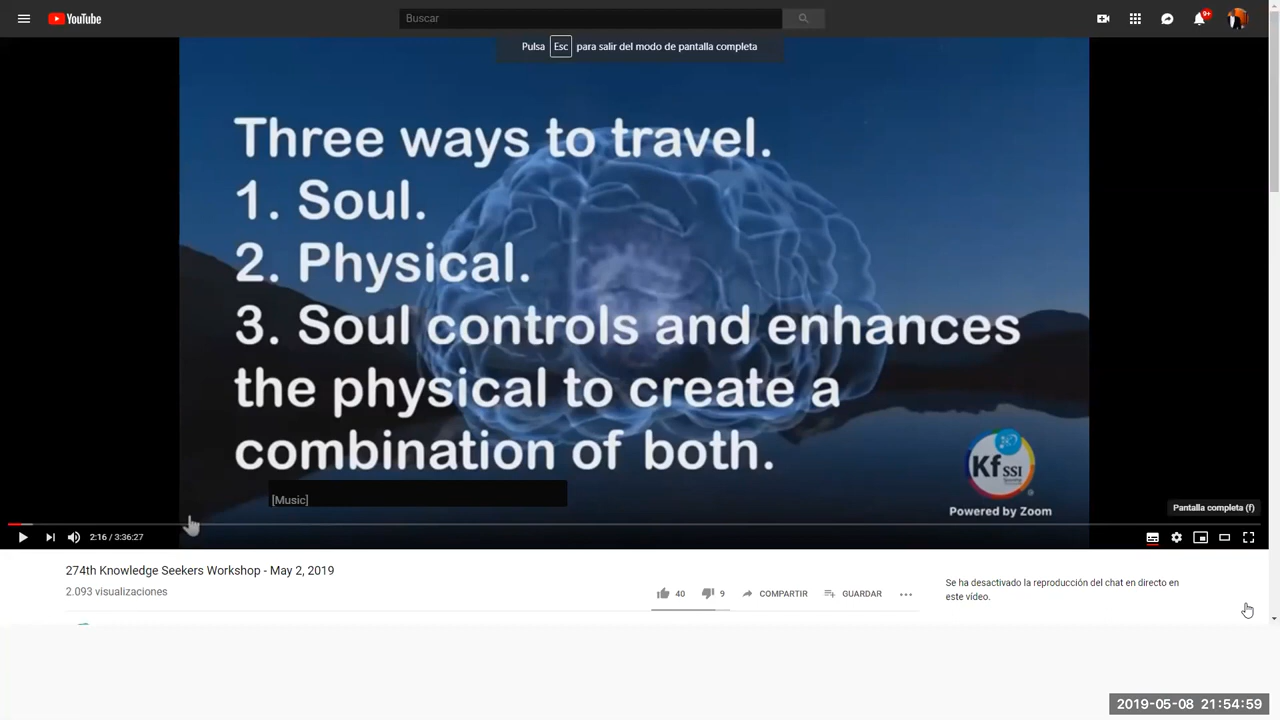 YouTube
Buscar
9+
Pulsa Esc para salir del modo de pantalla completa
Three ways to travel.
1. Soul.
2. Physical.
3. Soul controls and enhances
the physical to create a
combination of both.
Kf SSI
Powered by Zoom
[Music]
Pantalla completa (f)
2:16 / 3:36:27
274th Knowledge Seekers Workshop - May 2, 2019
2.093 visualizaciones
40
9
COMPARTIR
GUARDAR
Se ha desactivado la reproducción del chat en directo en
este vídeo.
2019-05-08 21:54:59